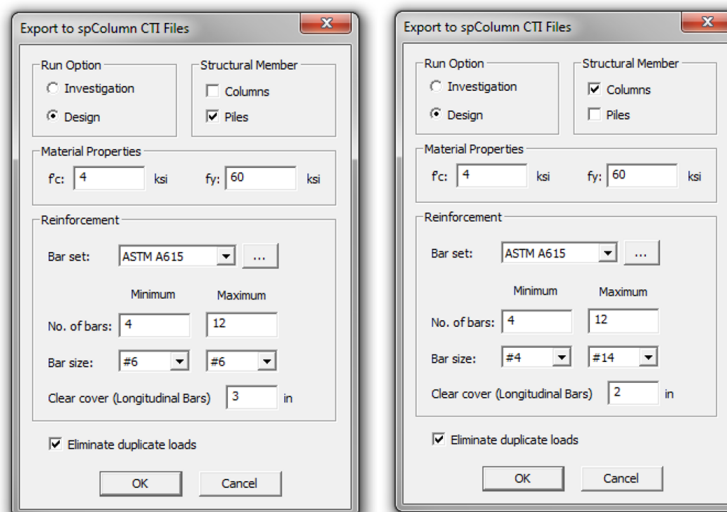 Export to spColumn CTI Files
Run Option
Investigation
Design
Structural Member
Columns
Piles
Material Properties
f'c: 4 ksi fy: 60 ksi
Reinforcement
Bar set: ASTM A615 ...
Minimum Maximum
No. of bars: 4 12
Bar size: #6 #6
Clear cover (Longitudinal Bars) 3 in
Eliminate duplicate loads
OK Cancel
Export to spColumn CTI Files
Run Option
Investigation
Design
Structural Member
Columns
Piles
Material Properties
f'c: 4 ksi fy: 60 ksi
Reinforcement
Bar set: ASTM A615 ...
Minimum Maximum
No. of bars: 4 12
Bar size: #4 #14
Clear cover (Longitudinal Bars) 2 in
Eliminate duplicate loads
OK Cancel